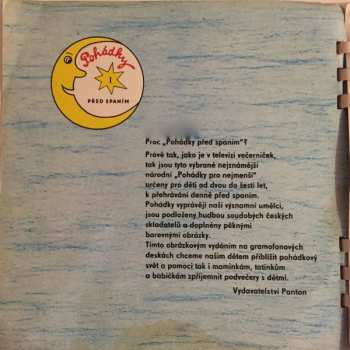 Pohádky
1
PŘED SPANÍM
Proč „Pohádky před spaním"?
Právě tak, jako je v televizi večerníček,
tak jsou tyto vybrané nejznámější
národní „Pohádky pro nejmenší"
určeny pro děti od dvou do šesti let,
k přehrávání denně před spaním.
Pohádky vyprávějí naši významní umělci,
jsou podloženy hudbou soudobých českých
skladatelů a doplněny pěknými
barevnými obrázky.
Tímto obrázkovým vydáním na gramofonových
deskách chceme našim dětem přiblížit pohádkový
svět a pomoci tak i maminkám, tatínkům
a babičkám zpříjemnit podvečery s dětmi.
Vydavatelství Panton